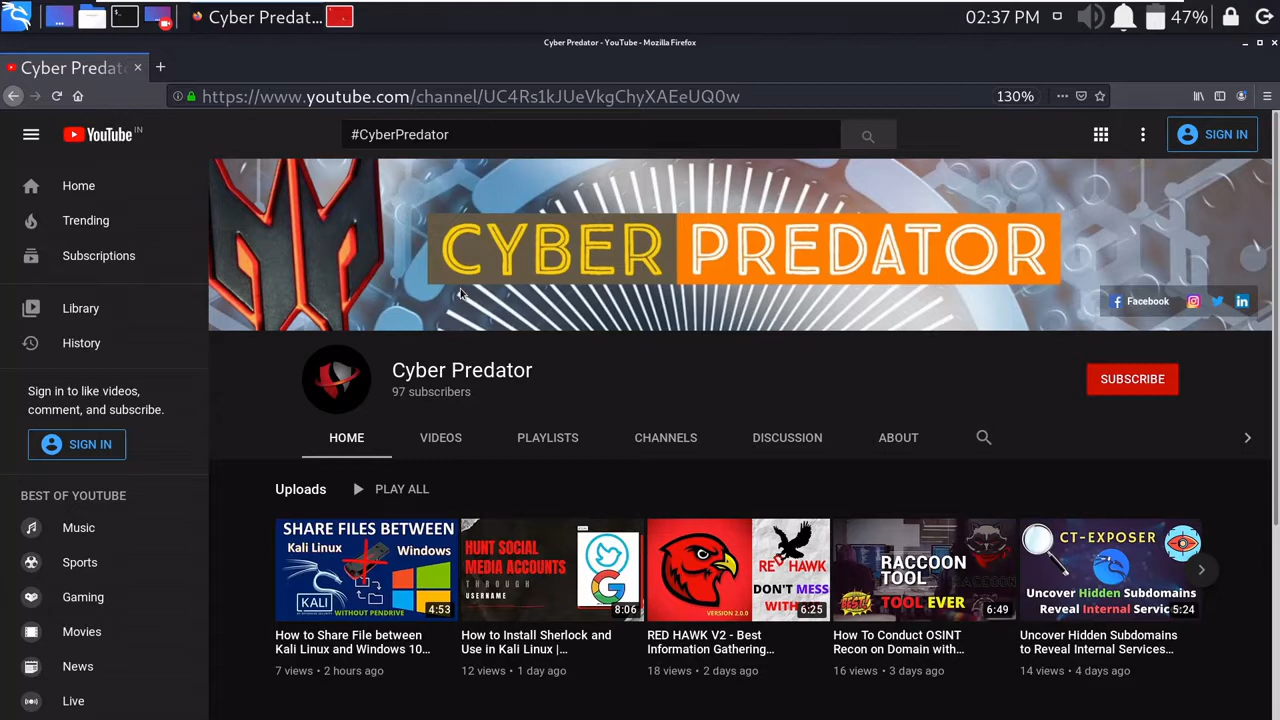 Cyber Predat...
02:37 PM
47%
Cyber Predator - YouTube - Mozilla Firefox
Cyber Predat
https://www.youtube.com/channel/UC4Rs1kJUeVkgChyXAEeUQ0w
130%
YouTube IN
#CyberPredator
SIGN IN
Home
Trending
Subscriptions
Library
History
Sign in to like videos,
comment, and subscribe.
SIGN IN
BEST OF YOUTUBE
Music
Sports
Gaming
Movies
News
Live
CYBER PREDATOR
Facebook
Cyber Predator
97 subscribers
SUBSCRIBE
HOME
VIDEOS
PLAYLISTS
CHANNELS
DISCUSSION
ABOUT
Uploads
PLAY ALL
SHARE FILES BETWEEN
Kali Linux
Windows
KALI
WITHOUT PENDRIVE
4:53
How to Share File between
Kali Linux and Windows 10...
7 views • 2 hours ago
HUNT SOCIAL
MEDIA ACCOUNTS
THROUGH
USERNAME
8:06
How to Install Sherlock and
Use in Kali Linux |...
12 views • 1 day ago
VERSION 2.0.0
RED HAWK
DON'T MESS
WITH
6:25
RED HAWK V2 - Best
Information Gathering...
18 views • 2 days ago
RACCOON
TOOL
BEST!
TOOL EVER
6:49
How To Conduct OSINT
Recon on Domain with...
16 views • 3 days ago
CT-EXPOSER
Uncover Hidden Subdomains
Reveal Internal Servic
5:24
Uncover Hidden Subdomains
to Reveal Internal Services...
14 views • 4 days ago